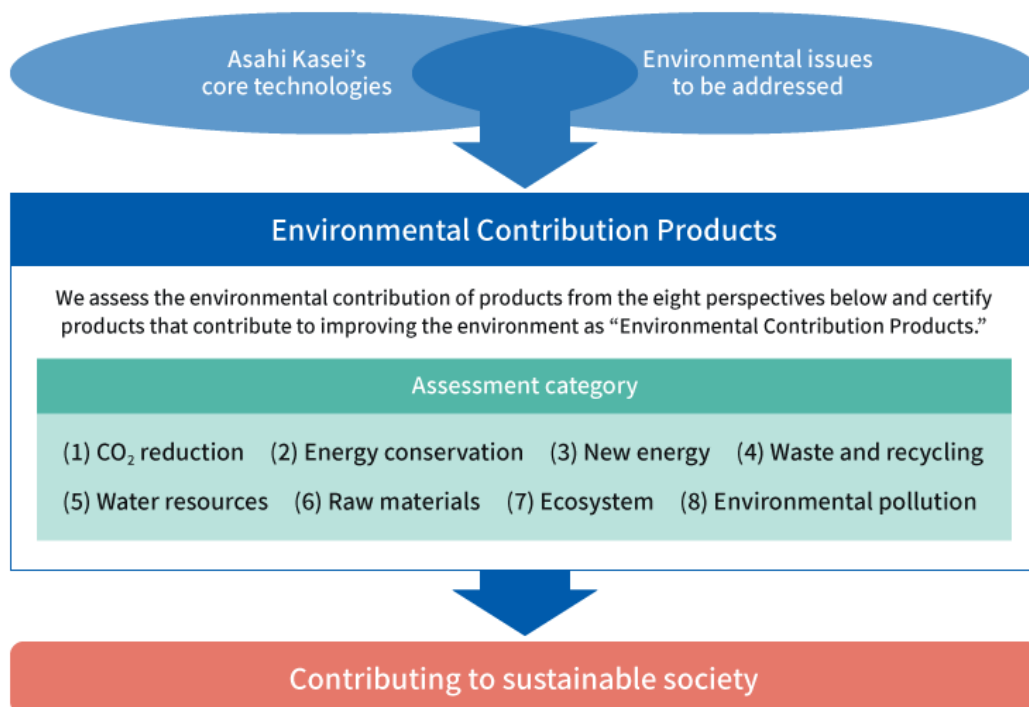 Asahi Kasei's
core technologies
Environmental issues
to be addressed
Environmental Contribution Products
We assess the environmental contribution of products from the eight perspectives below and certify
products that contribute to improving the environment as “Environmental Contribution Products.”
Assessment category
(1) CO₂ reduction (2) Energy conservation (3) New energy (4) Waste and recycling
(5) Water resources (6) Raw materials (7) Ecosystem (8) Environmental pollution
Contributing to sustainable society